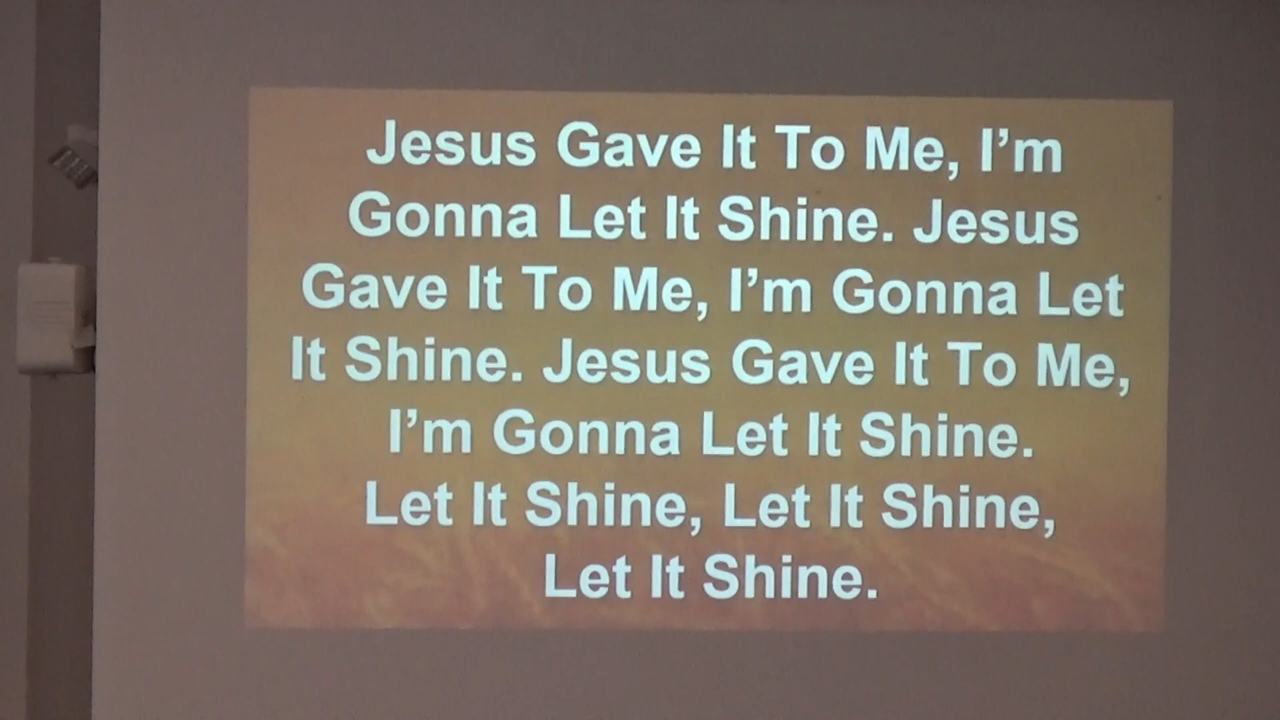 Jesus Gave It To Me, I’m
Gonna Let It Shine. Jesus
Gave It To Me, I’m Gonna Let
It Shine. Jesus Gave It To Me,
I’m Gonna Let It Shine.
Let It Shine, Let It Shine,
Let It Shine.